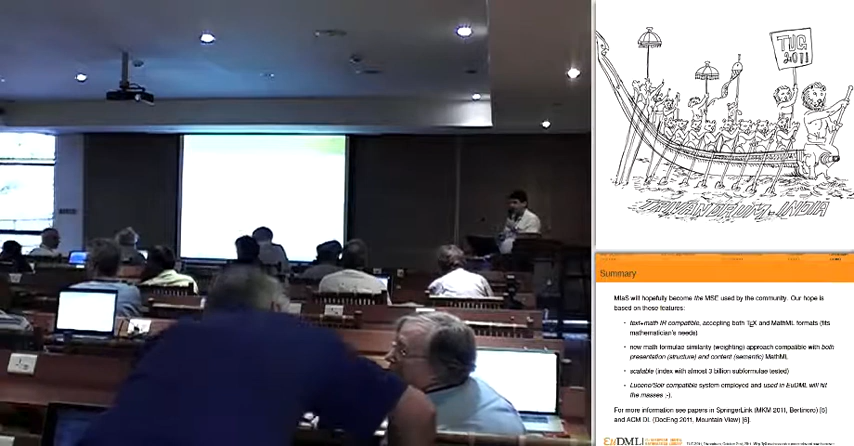 TUG
2011
TRIVANDRUM - INDIA
Summary
MIaS will hopefully become the MSE used by the community. Our hope is
based on those features:
• text+math IR compatible, accepting both TEX and MathML formats (fits
mathematician's needs)
• new math formulae similarity (weighting) approach compatible with both
presentation (structure) and content (semantic) MathML
• scalable (index with almost 3 billion subformulae tested)
• Lucene/Solr compatible system employed and used in EuDML will hit
the masses :-).
For more information see papers in SpringerLink (MKM 2011, Bertinoro) [5]
and ACM DL (DocEng 2011, Mountain View) [6].
EuDML